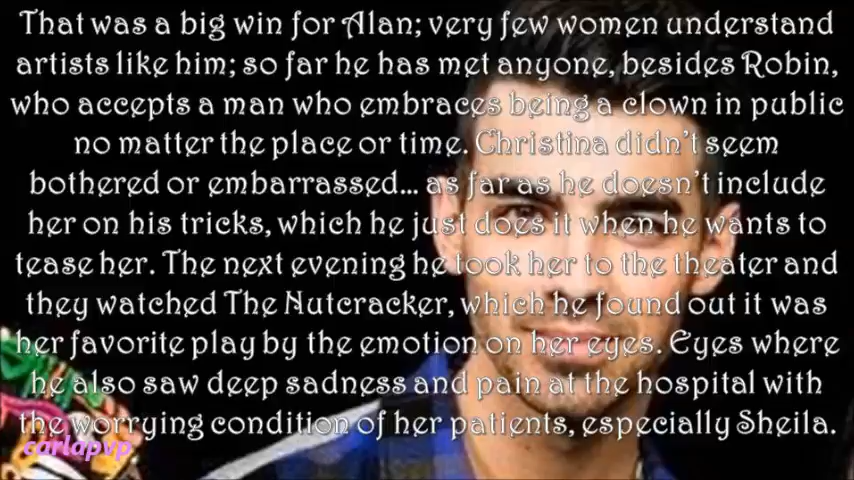 That was a big win for Alan; very few women understand
artists like him; so far he has met anyone, besides Robin,
who accepts a man who embraces being a clown in public
no matter the place or time. Christina didn't seem
bothered or embarrassed... as far as he doesn't include
her on his tricks, which he just does it when he wants to
tease her. The next evening he took her to the theater and
they watched The Nutcracker, which he found out it was
her favorite play by the emotion on her eyes. Eyes where
he also saw deep sadness and pain at the hospital with
the worrying condition of her patients, especially Sheila.
carlapvp